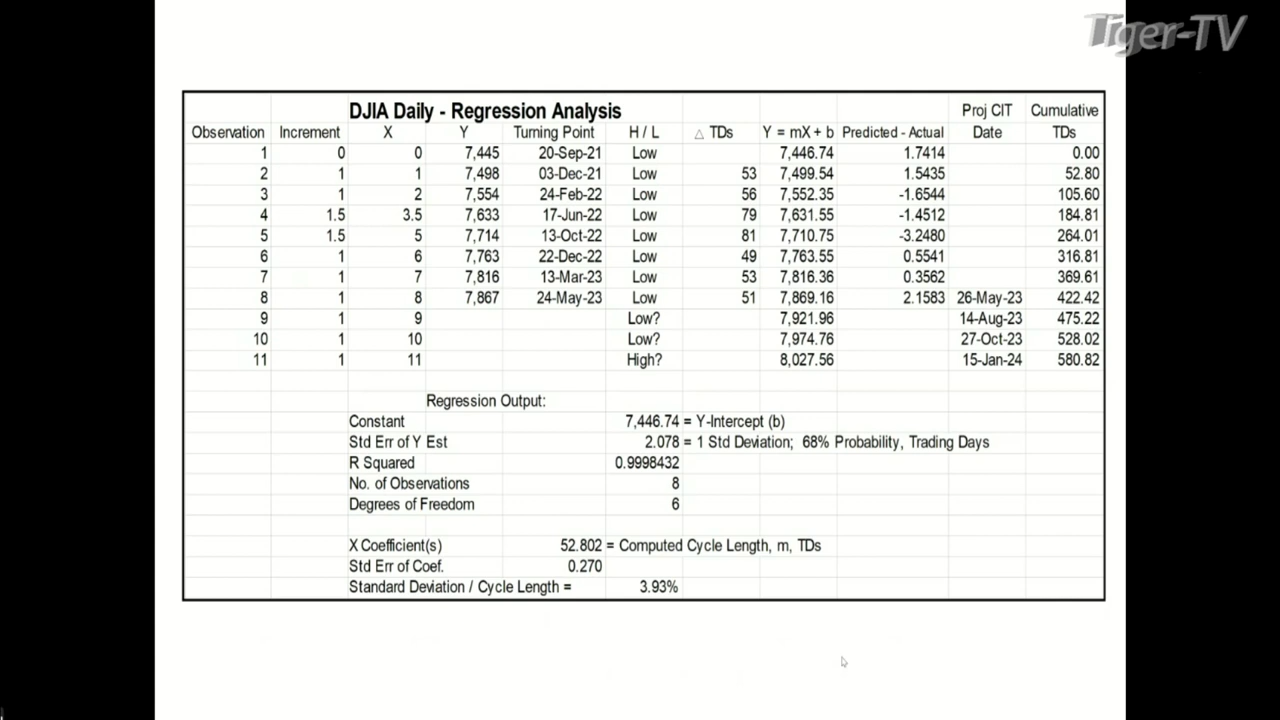 Tiger-TV
DJIA Daily - Regression Analysis Proj CIT Cumulative
Observation Increment X Y Turning Point H / L △ TDs Y = mX + b Predicted - Actual Date TDs
1 0 0 7,445 20-Sep-21 Low 7,446.74 1.7414 0.00
2 1 1 7,498 03-Dec-21 Low 53 7,499.54 1.5435 52.80
3 1 2 7,554 24-Feb-22 Low 56 7,552.35 -1.6544 105.60
4 1.5 3.5 7,633 17-Jun-22 Low 79 7,631.55 -1.4512 184.81
5 1.5 5 7,714 13-Oct-22 Low 81 7,710.75 -3.2480 264.01
6 1 6 7,763 22-Dec-22 Low 49 7,763.55 0.5541 316.81
7 1 7 7,816 13-Mar-23 Low 53 7,816.36 0.3562 369.61
8 1 8 7,867 24-May-23 Low 51 7,869.16 2.1583 26-May-23 422.42
9 1 9 Low? 7,921.96 14-Aug-23 475.22
10 1 10 Low? 7,974.76 27-Oct-23 528.02
11 1 11 High? 8,027.56 15-Jan-24 580.82
Regression Output:
Constant 7,446.74 = Y-Intercept (b)
Std Err of Y Est 2.078 = 1 Std Deviation; 68% Probability, Trading Days
R Squared 0.9998432
No. of Observations 8
Degrees of Freedom 6
X Coefficient(s) 52.802 = Computed Cycle Length, m, TDs
Std Err of Coef. 0.270
Standard Deviation / Cycle Length = 3.93%